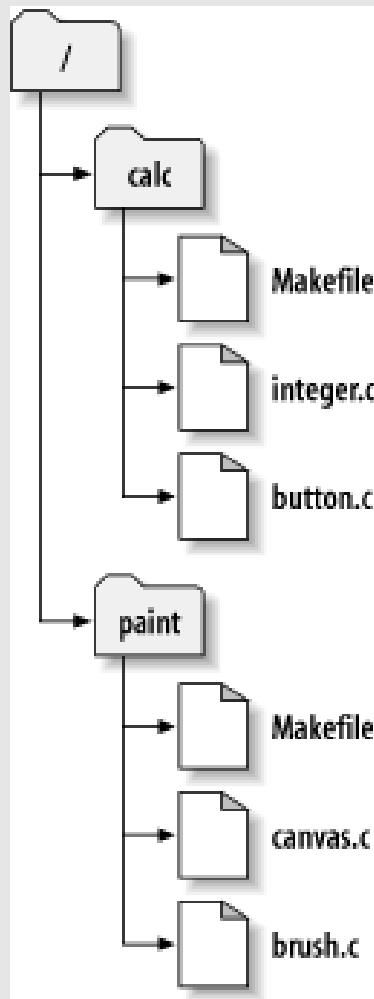 /
calc
Makefile
integer.c
button.c
paint
Makefile
canvas.c
brush.c